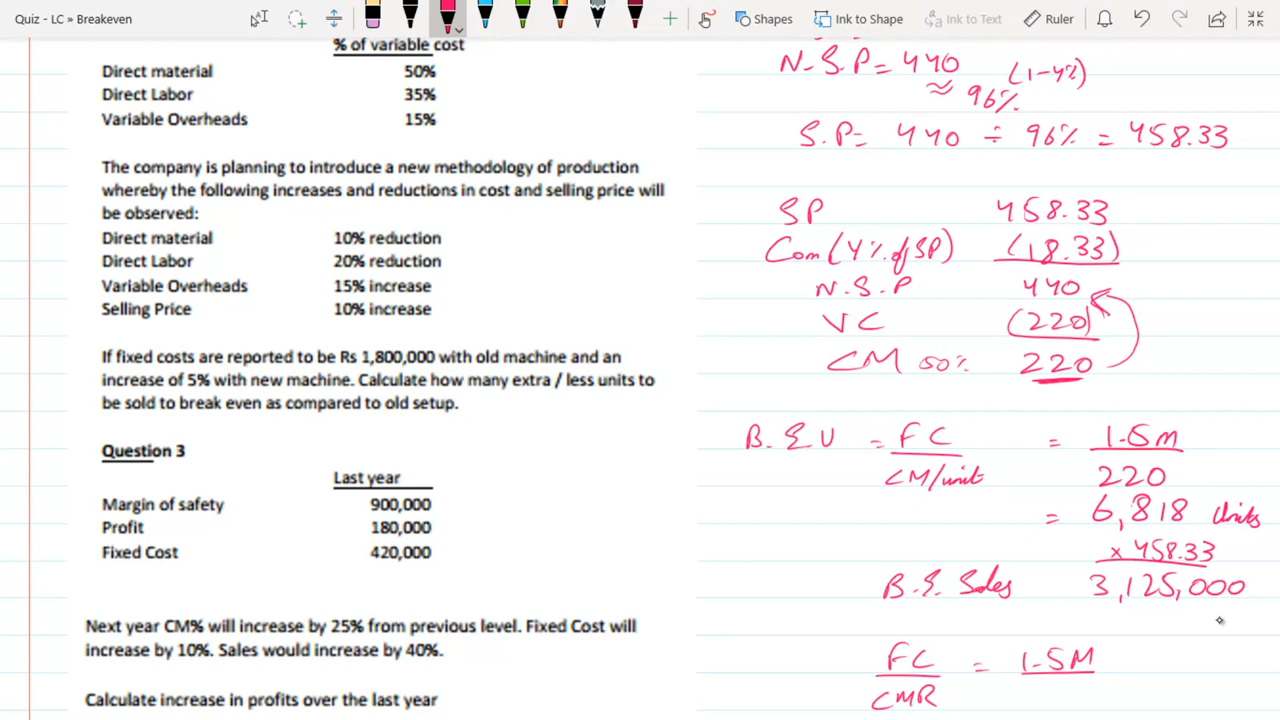 Quiz - LC » Breakeven
Shapes
Ink to Shape
Ink to Text
Ruler
% of variable cost
Direct material 50%
Direct Labor 35%
Variable Overheads 15%
The company is planning to introduce a new methodology of production
whereby the following increases and reductions in cost and selling price will
be observed:
Direct material 10% reduction
Direct Labor 20% reduction
Variable Overheads 15% increase
Selling Price 10% increase
If fixed costs are reported to be Rs 1,800,000 with old machine and an
increase of 5% with new machine. Calculate how many extra / less units to
be sold to break even as compared to old setup.
Question 3
Last year
Margin of safety 900,000
Profit 180,000
Fixed Cost 420,000
Next year CM% will increase by 25% from previous level. Fixed Cost will
increase by 10%. Sales would increase by 40%.
Calculate increase in profits over the last year
N.S.P = 440 (1-4%)
≈ 96%
S.P = 440 ÷ 96% = 458.33
SP 458.33
Com (4% of SP) (18.33)
N.S.P 440
VC (220)
CM 50% 220
B.E U = FC = 1.5M
CM/unit 220
= 6,818 Units
x 458.33
B.E. Sales 3,125,000
FC = 1.5M
CMR